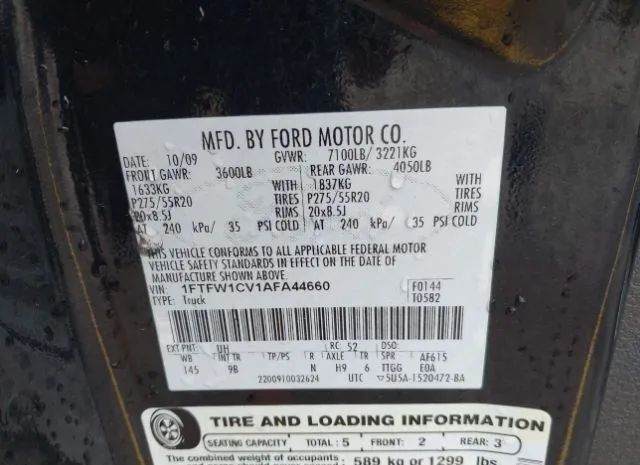 MFD. BY FORD MOTOR CO.
DATE: 10/09 GVWR: 7100LB/ 3221KG
FRONT GAWR: 3600LB REAR GAWR: 4050LB
1633KG WITH 1837KG WITH
P275/55R20 TIRES P275/55R20 TIRES
20x8.5J RIMS 20x8.5J RIMS
AT 240 kPa/ 35 PSI COLD AT 240 kPa/ 35 PSI COLD
THIS VEHICLE CONFORMS TO ALL APPLICABLE FEDERAL MOTOR
VEHICLE SAFETY STANDARDS IN EFFECT ON THE DATE OF
MANUFACTURE SHOWN ABOVE.
VIN: 1FTFW1CV1AFA44660 F0144
TYPE: Truck T0582
EXT PNT: UH RC: 52 DSO:
WB INT TR TP/PS R AXLE TR SPR AF615
145 9B N H9 6 TTGG E0A
2200910032624 UTC 5U5A-1520472-BA
TIRE AND LOADING INFORMATION
SEATING CAPACITY TOTAL: 5 FRONT: 2 REAR: 3
The combined weight of occupants 589 kg or 1299 lbs